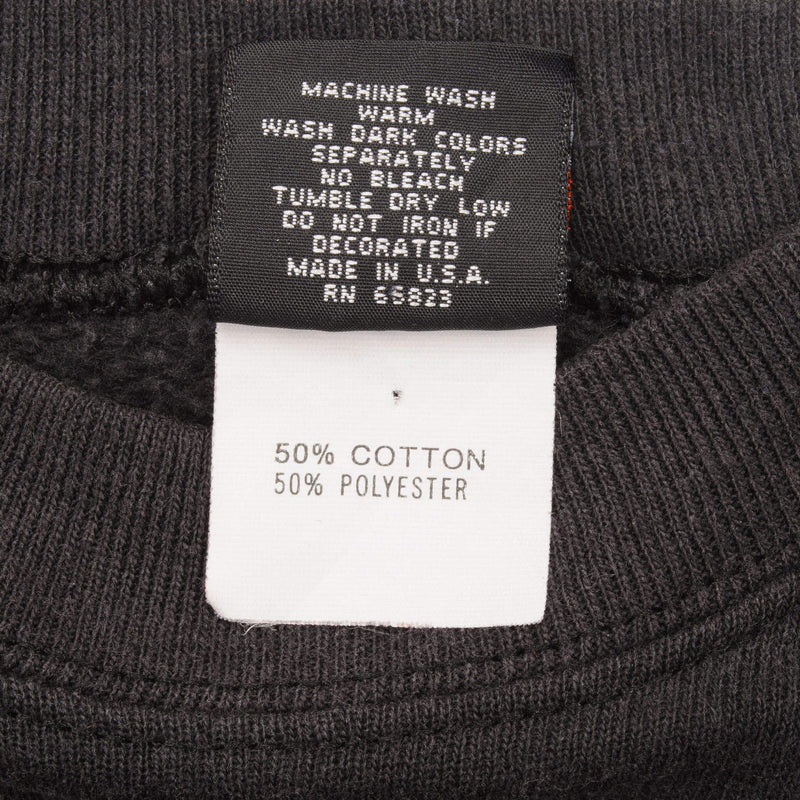 MACHINE WASH
WARM
WASH DARK COLORS
SEPARATELY
NO BLEACH
TUMBLE DRY LOW
DO NOT IRON IF
DECORATED
MADE IN U.S.A.
RN 65823
50% COTTON
50% POLYESTER